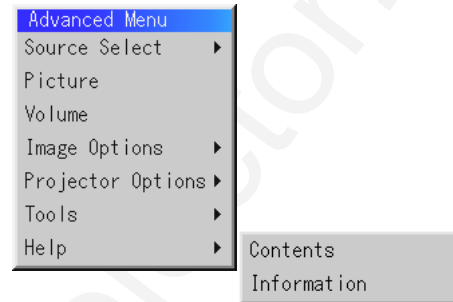 Advanced Menu
Source Select
Picture
Volume
Image Options
Projector Options
Tools
Help
Contents
Information